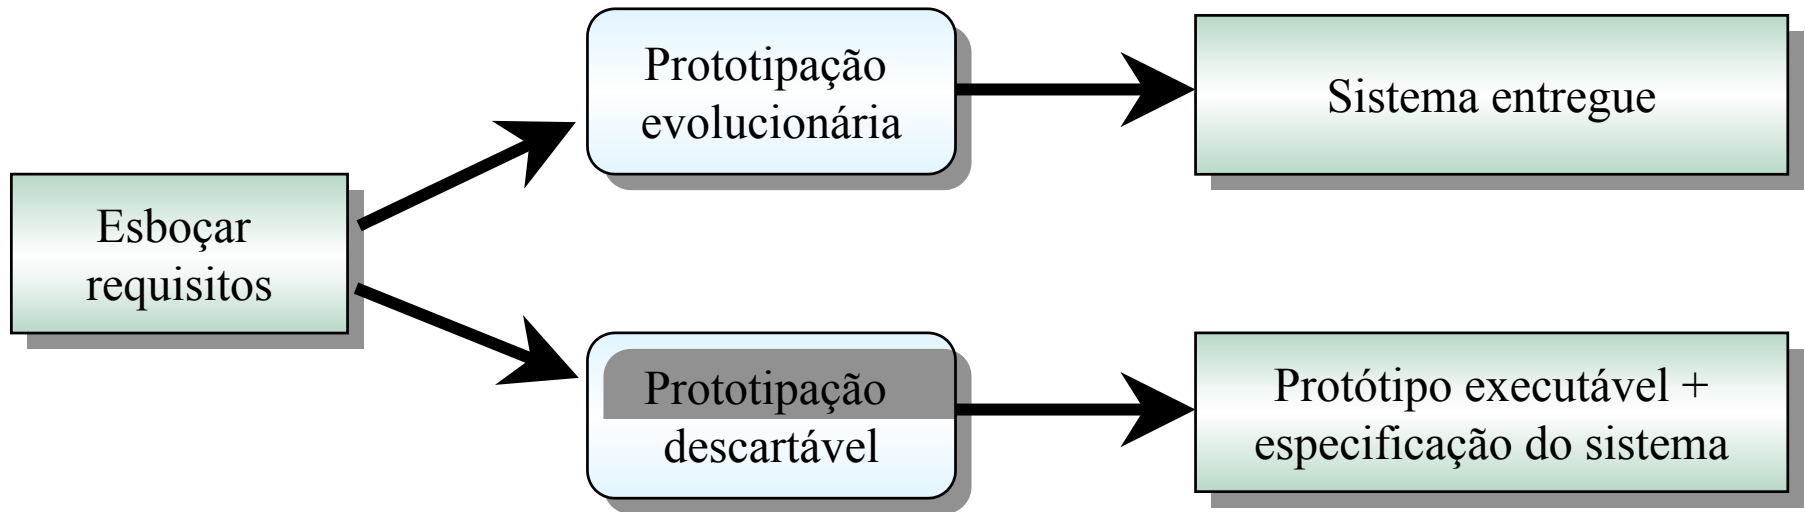 Esboçar
requisitos
Prototipação
evolucionária
Sistema entregue
Prototipação
descartável
Protótipo executável +
especificação do sistema